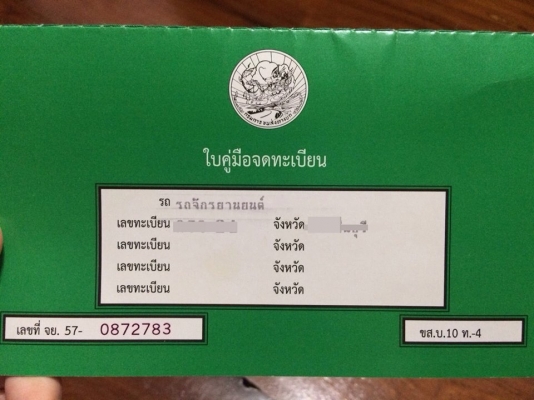 ใบคู่มือจดทะเบียน
รถ รถจักรยานยนต์
เลขทะเบียน จังหวัด
เลขทะเบียน จังหวัด
เลขทะเบียน จังหวัด
เลขทะเบียน จังหวัด
เลขที่ จย. 57- 0872783
ขส.บ.10 ท.-4